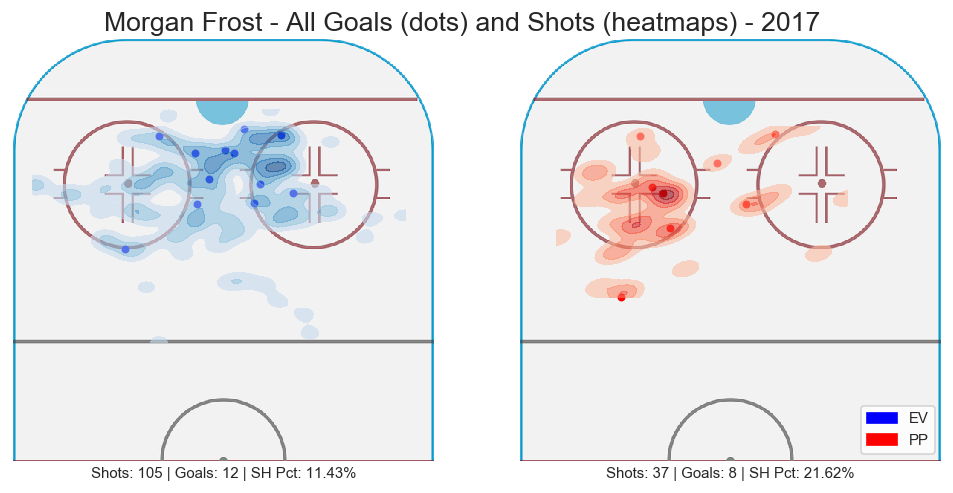 Morgan Frost - All Goals (dots) and Shots (heatmaps) - 2017
EV
PP
Shots: 105 | Goals: 12 | SH Pct: 11.43%
Shots: 37 | Goals: 8 | SH Pct: 21.62%